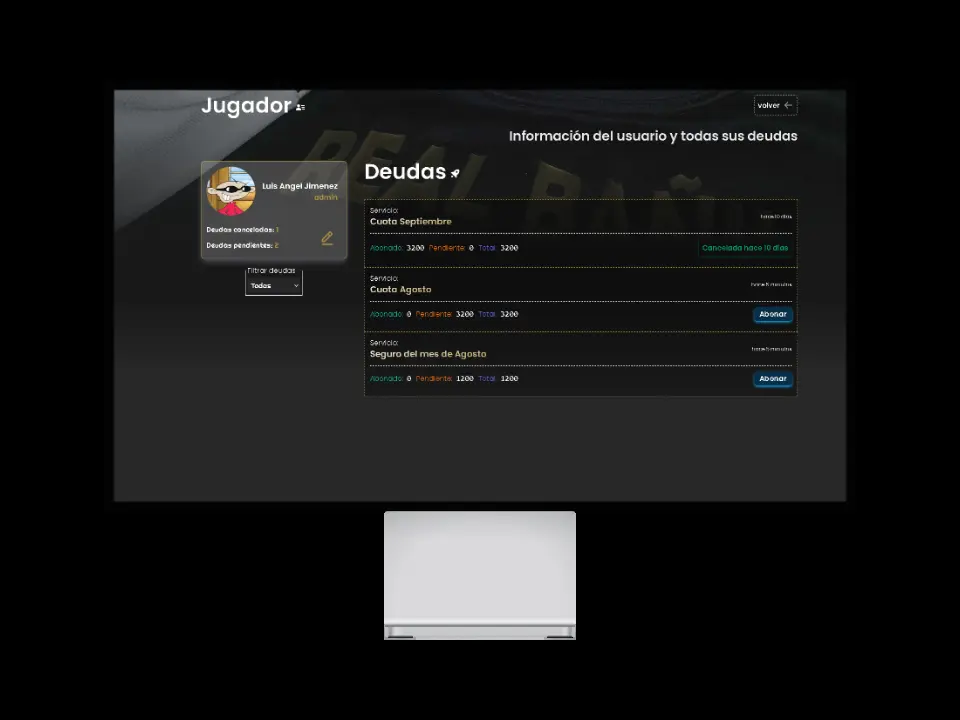 Jugador
volver
Información del usuario y todas sus deudas
REAL BAÑ
Luis Angel Jimenez
admin
Deudas canceladas: 1
Deudas pendientes: 2
Filtrar deudas
Todas
Deudas
Servicio:
Cuota Septiembre
hace 10 días
Abonado: 3200 Pendiente: 0 Total: 3200
Cancelada hace 10 días
Servicio:
Cuota Agosto
hace 5 minutos
Abonado: 0 Pendiente: 3200 Total: 3200
Abonar
Servicio:
Seguro del mes de Agosto
hace 5 minutos
Abonado: 0 Pendiente: 1200 Total: 1200
Abonar